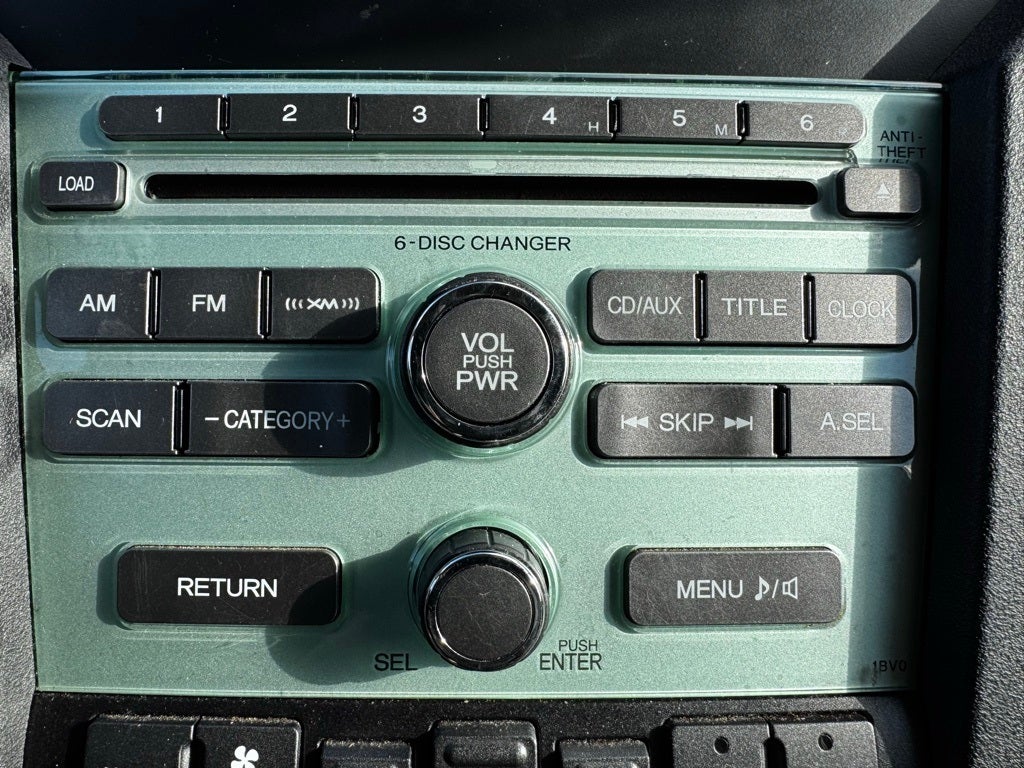 1 2 3 4 H 5 M 6
ANTI-
THEFT
LOAD
6-DISC CHANGER
AM FM XM CD/AUX TITLE CLOCK
VOL
PUSH
PWR
SCAN - CATEGORY + SKIP A.SEL
RETURN MENU
SEL
PUSH
ENTER
1BV0